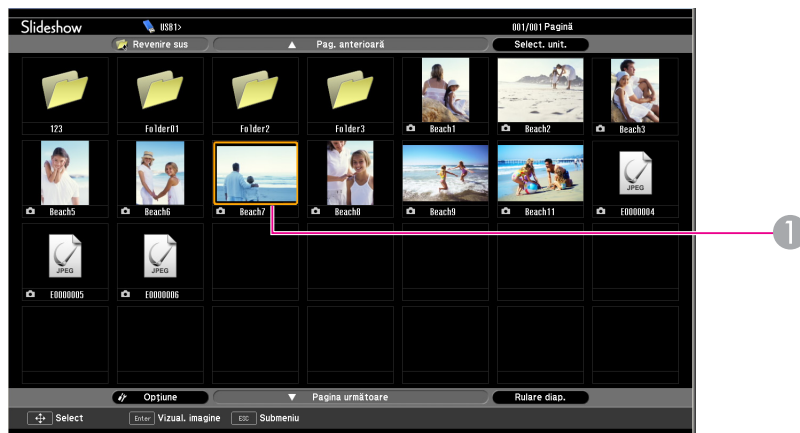 Slideshow USB1> 001/001 Pagină
Revenire sus ▲ Pag. anterioară Select. unit.
123 Folder01 Folder2 Folder3 Beach1 Beach2 Beach3
JPEG
Beach5 Beach6 Beach7 Beach8 Beach9 Beach11 E0000004
JPEG JPEG
E0000005 E0000006
Opțiune ▼ Pagina următoare Rulare diap.
Select Enter Vizual. imagine ESC Submeniu
1